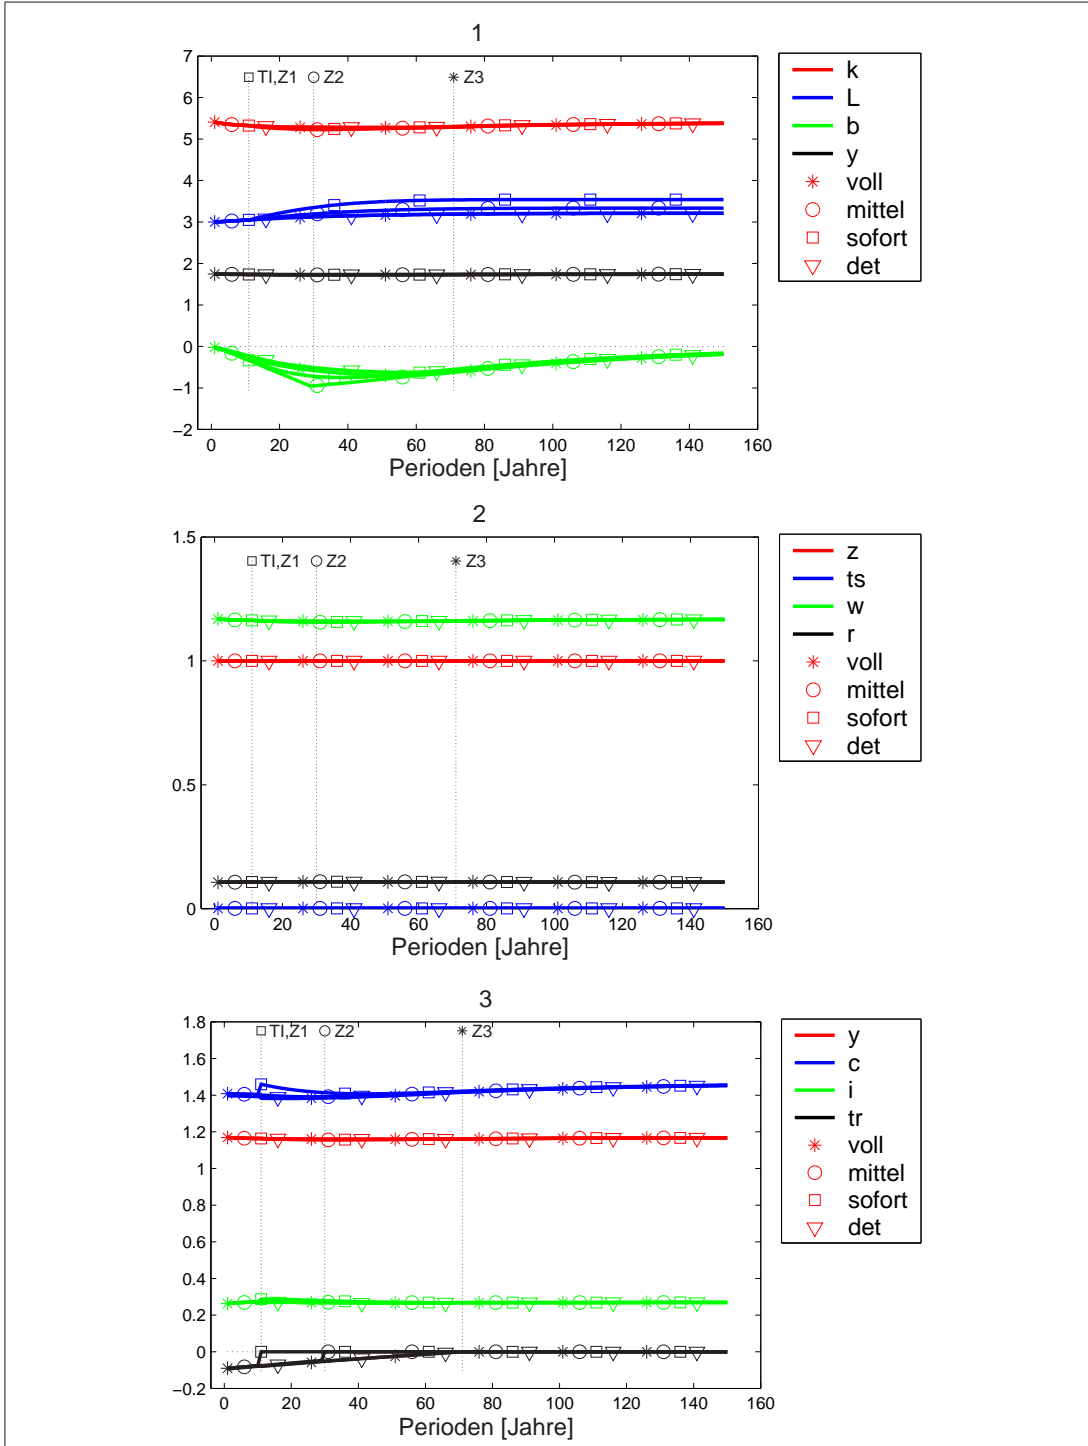 1
7
6
5
4
3
2
1
0
−1
−2
TI,Z1 Z2 Z3
0 20 40 60 80 100 120 140 160
Perioden [Jahre]
k
L
b
y
voll
mittel
sofort
det
2
1.5
1
0.5
0
TI,Z1 Z2 Z3
0 20 40 60 80 100 120 140 160
Perioden [Jahre]
z
ts
w
r
voll
mittel
sofort
det
3
1.8
1.6
1.4
1.2
1
0.8
0.6
0.4
0.2
0
−0.2
TI,Z1 Z2 Z3
0 20 40 60 80 100 120 140 160
Perioden [Jahre]
y
c
i
tr
voll
mittel
sofort
det